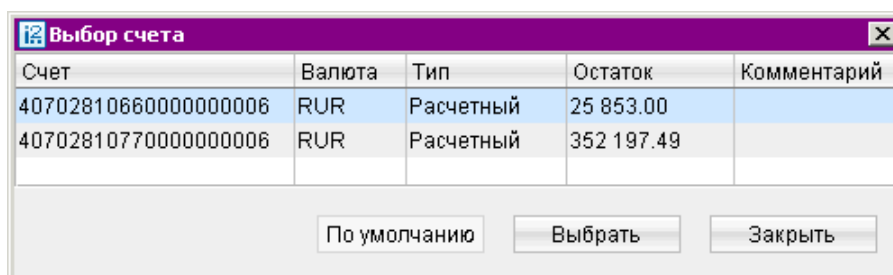 i2 Выбор счета
Счет Валюта Тип Остаток Комментарий
40702810660000000006 RUR Расчетный 25 853.00
40702810770000000006 RUR Расчетный 352 197.49
По умолчанию Выбрать Закрыть